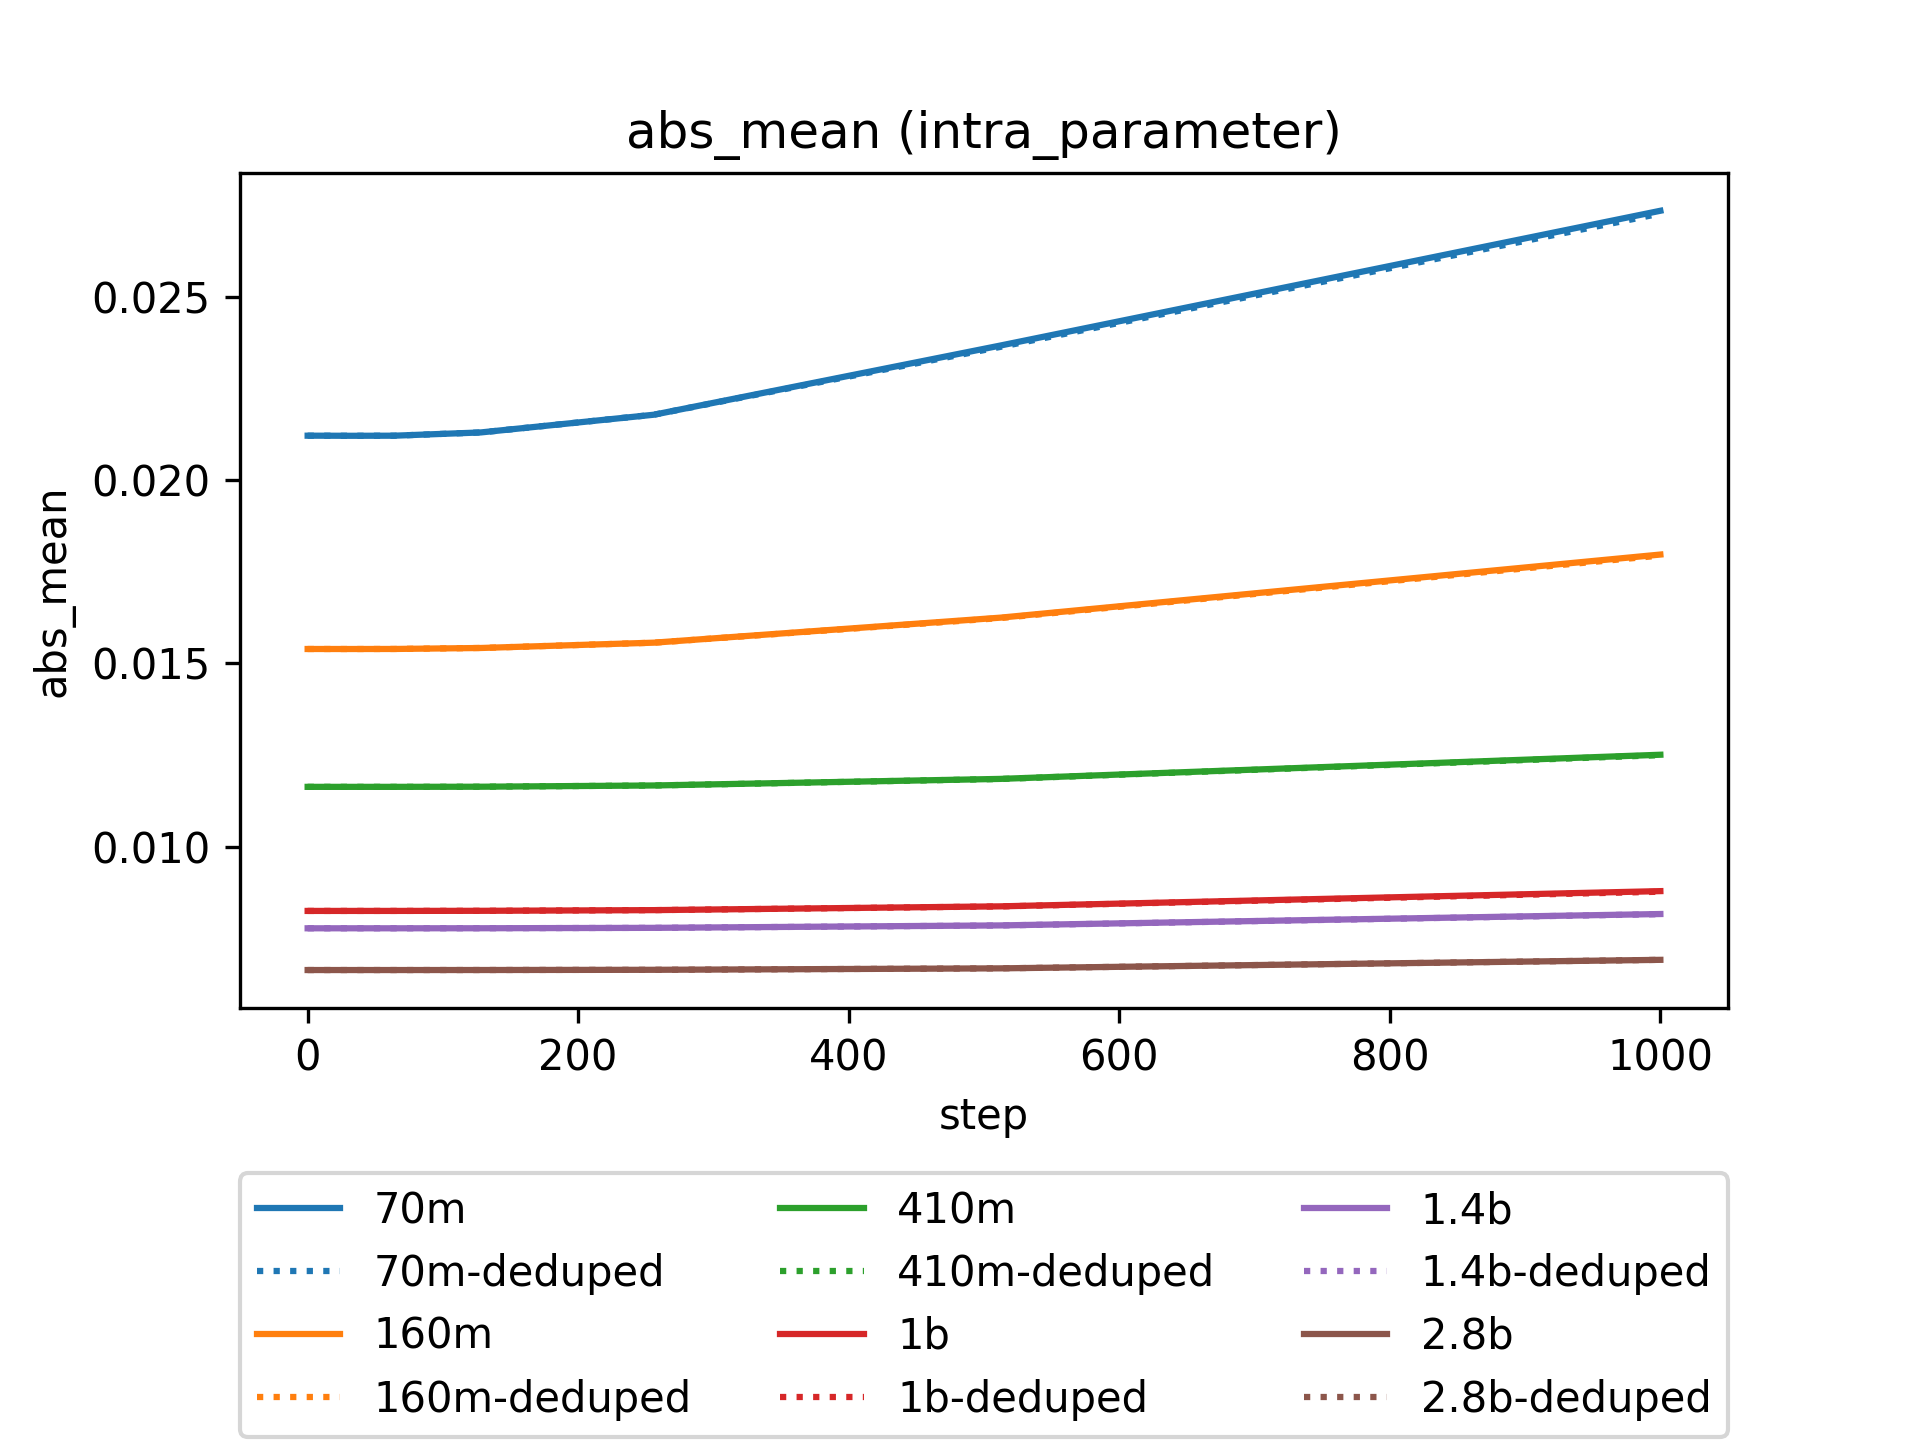 abs_mean (intra_parameter)
abs_mean
0.025
0.020
0.015
0.010
0 200 400 600 800 1000
step
70m 410m 1.4b
70m-deduped 410m-deduped 1.4b-deduped
160m 1b 2.8b
160m-deduped 1b-deduped 2.8b-deduped